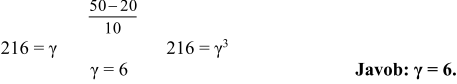 50 – 20
10
216 = γ 216 = γ³
γ = 6 Javob: γ = 6.